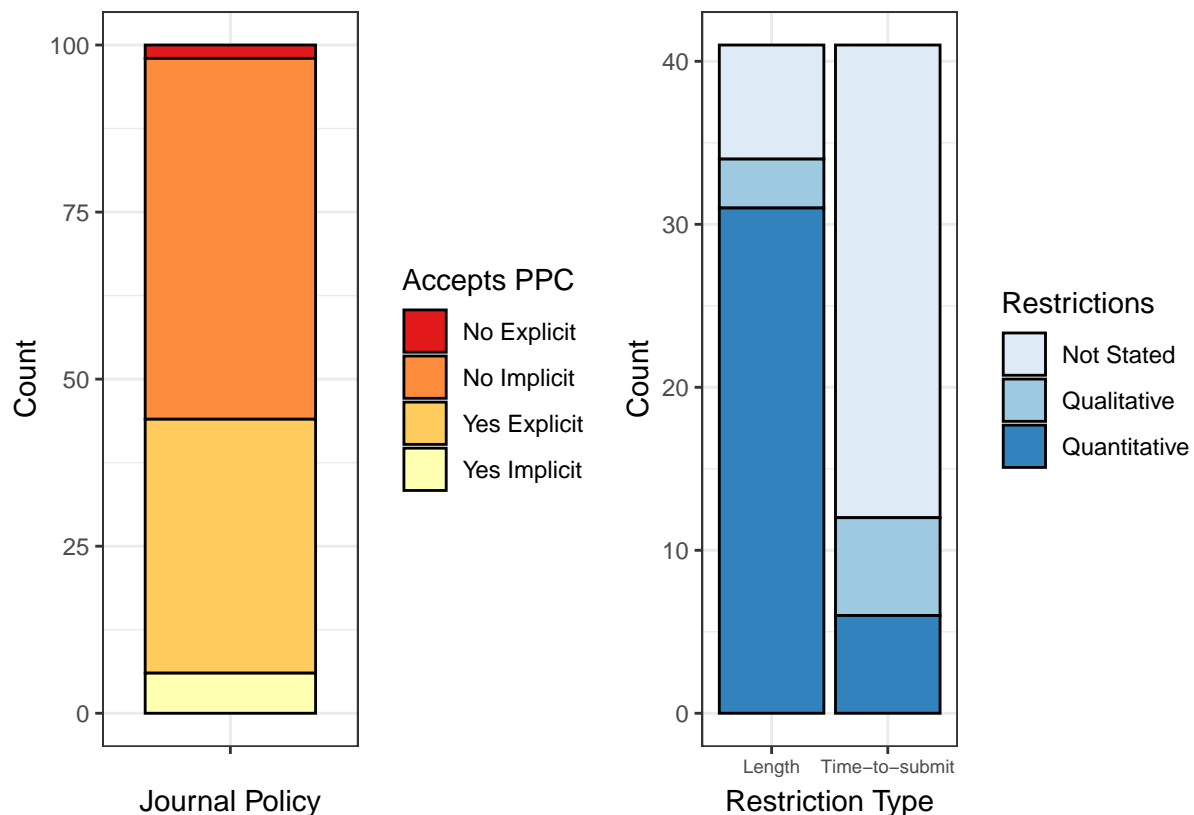 Count
100
75
50
25
0
Journal Policy
Accepts PPC
No Explicit
No Implicit
Yes Explicit
Yes Implicit
Count
40
30
20
10
0
Length
Time−to−submit
Restriction Type
Restrictions
Not Stated
Qualitative
Quantitative